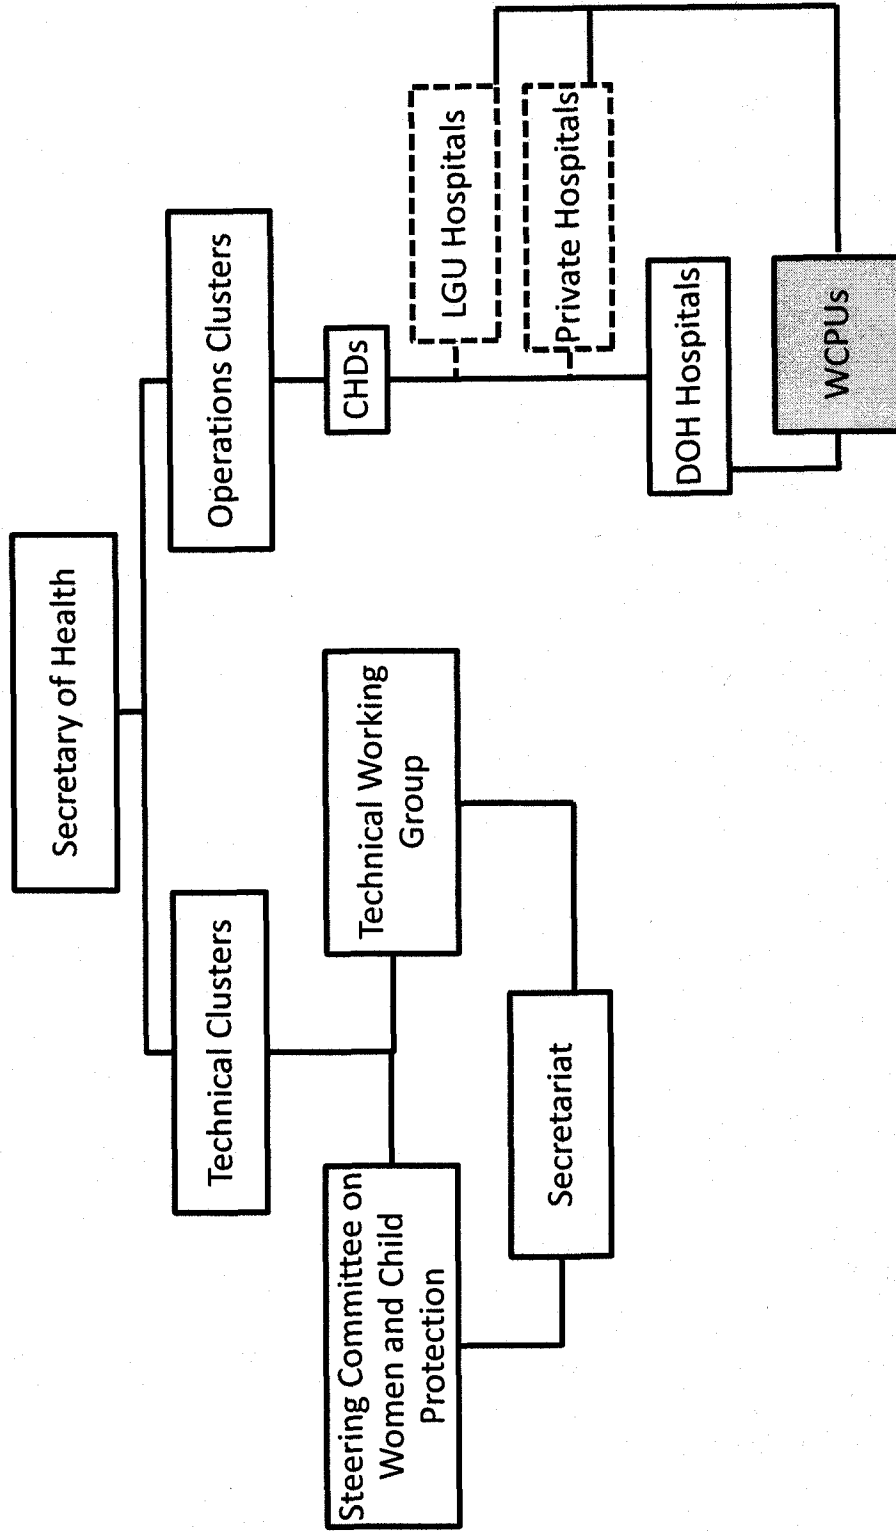 Secretary of Health
Technical Clusters
Operations Clusters
Steering Committee on
Women and Child
Protection
Technical Working
Group
CHDs
Secretariat
LGU Hospitals
Private Hospitals
DOH Hospitals
WCPUs